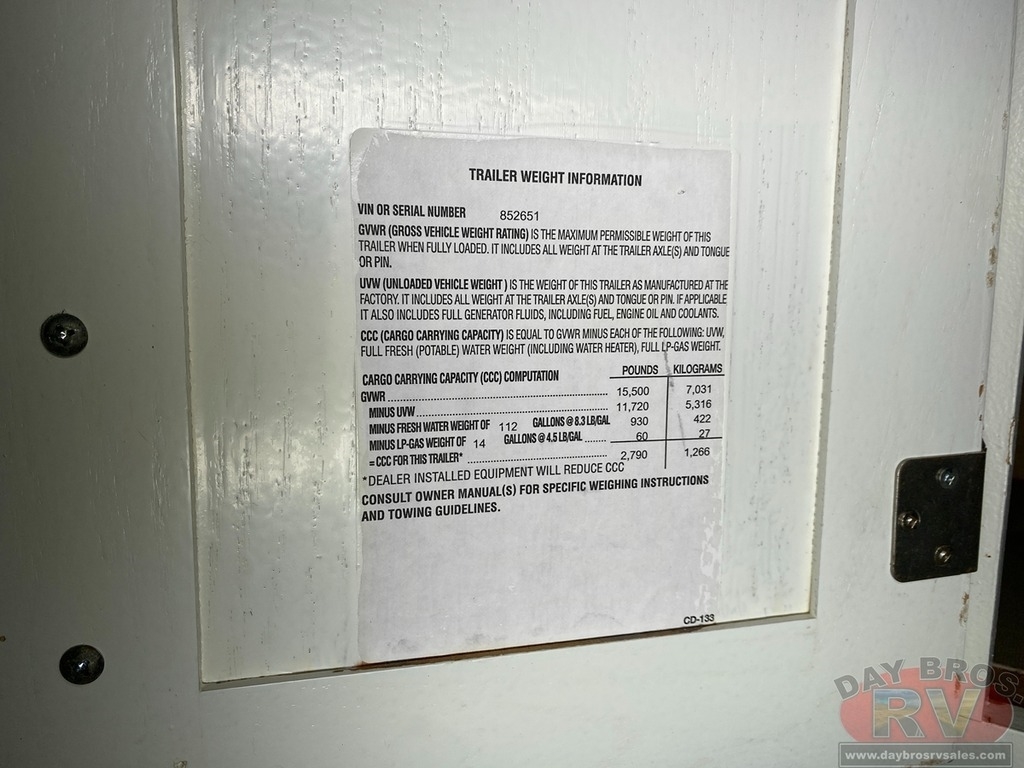 TRAILER WEIGHT INFORMATION
VIN OR SERIAL NUMBER 852651
GVWR (GROSS VEHICLE WEIGHT RATING) IS THE MAXIMUM PERMISSIBLE WEIGHT OF THIS
TRAILER WHEN FULLY LOADED. IT INCLUDES ALL WEIGHT AT THE TRAILER AXLE(S) AND TONGUE
OR PIN.
UVW (UNLOADED VEHICLE WEIGHT ) IS THE WEIGHT OF THIS TRAILER AS MANUFACTURED AT THE
FACTORY. IT INCLUDES ALL WEIGHT AT THE TRAILER AXLE(S) AND TONGUE OR PIN. IF APPLICABLE
IT ALSO INCLUDES FULL GENERATOR FLUIDS, INCLUDING FUEL, ENGINE OIL AND COOLANTS.
CCC (CARGO CARRYING CAPACITY) IS EQUAL TO GVWR MINUS EACH OF THE FOLLOWING: UVW,
FULL FRESH (POTABLE) WATER WEIGHT (INCLUDING WATER HEATER), FULL LP-GAS WEIGHT.
CARGO CARRYING CAPACITY (CCC) COMPUTATION POUNDS KILOGRAMS
GVWR 15,500 7,031
MINUS UVW 11,720 5,316
MINUS FRESH WATER WEIGHT OF 112 GALLONS @ 8.3 LB/GAL 930 422
MINUS LP-GAS WEIGHT OF 14 GALLONS @ 4.5 LB/GAL 60 27
= CCC FOR THIS TRAILER* 2,790 1,266
*DEALER INSTALLED EQUIPMENT WILL REDUCE CCC
CONSULT OWNER MANUAL(S) FOR SPECIFIC WEIGHING INSTRUCTIONS
AND TOWING GUIDELINES.
CD-133
DAY BROS.
RV
www.daybrosrvsales.com